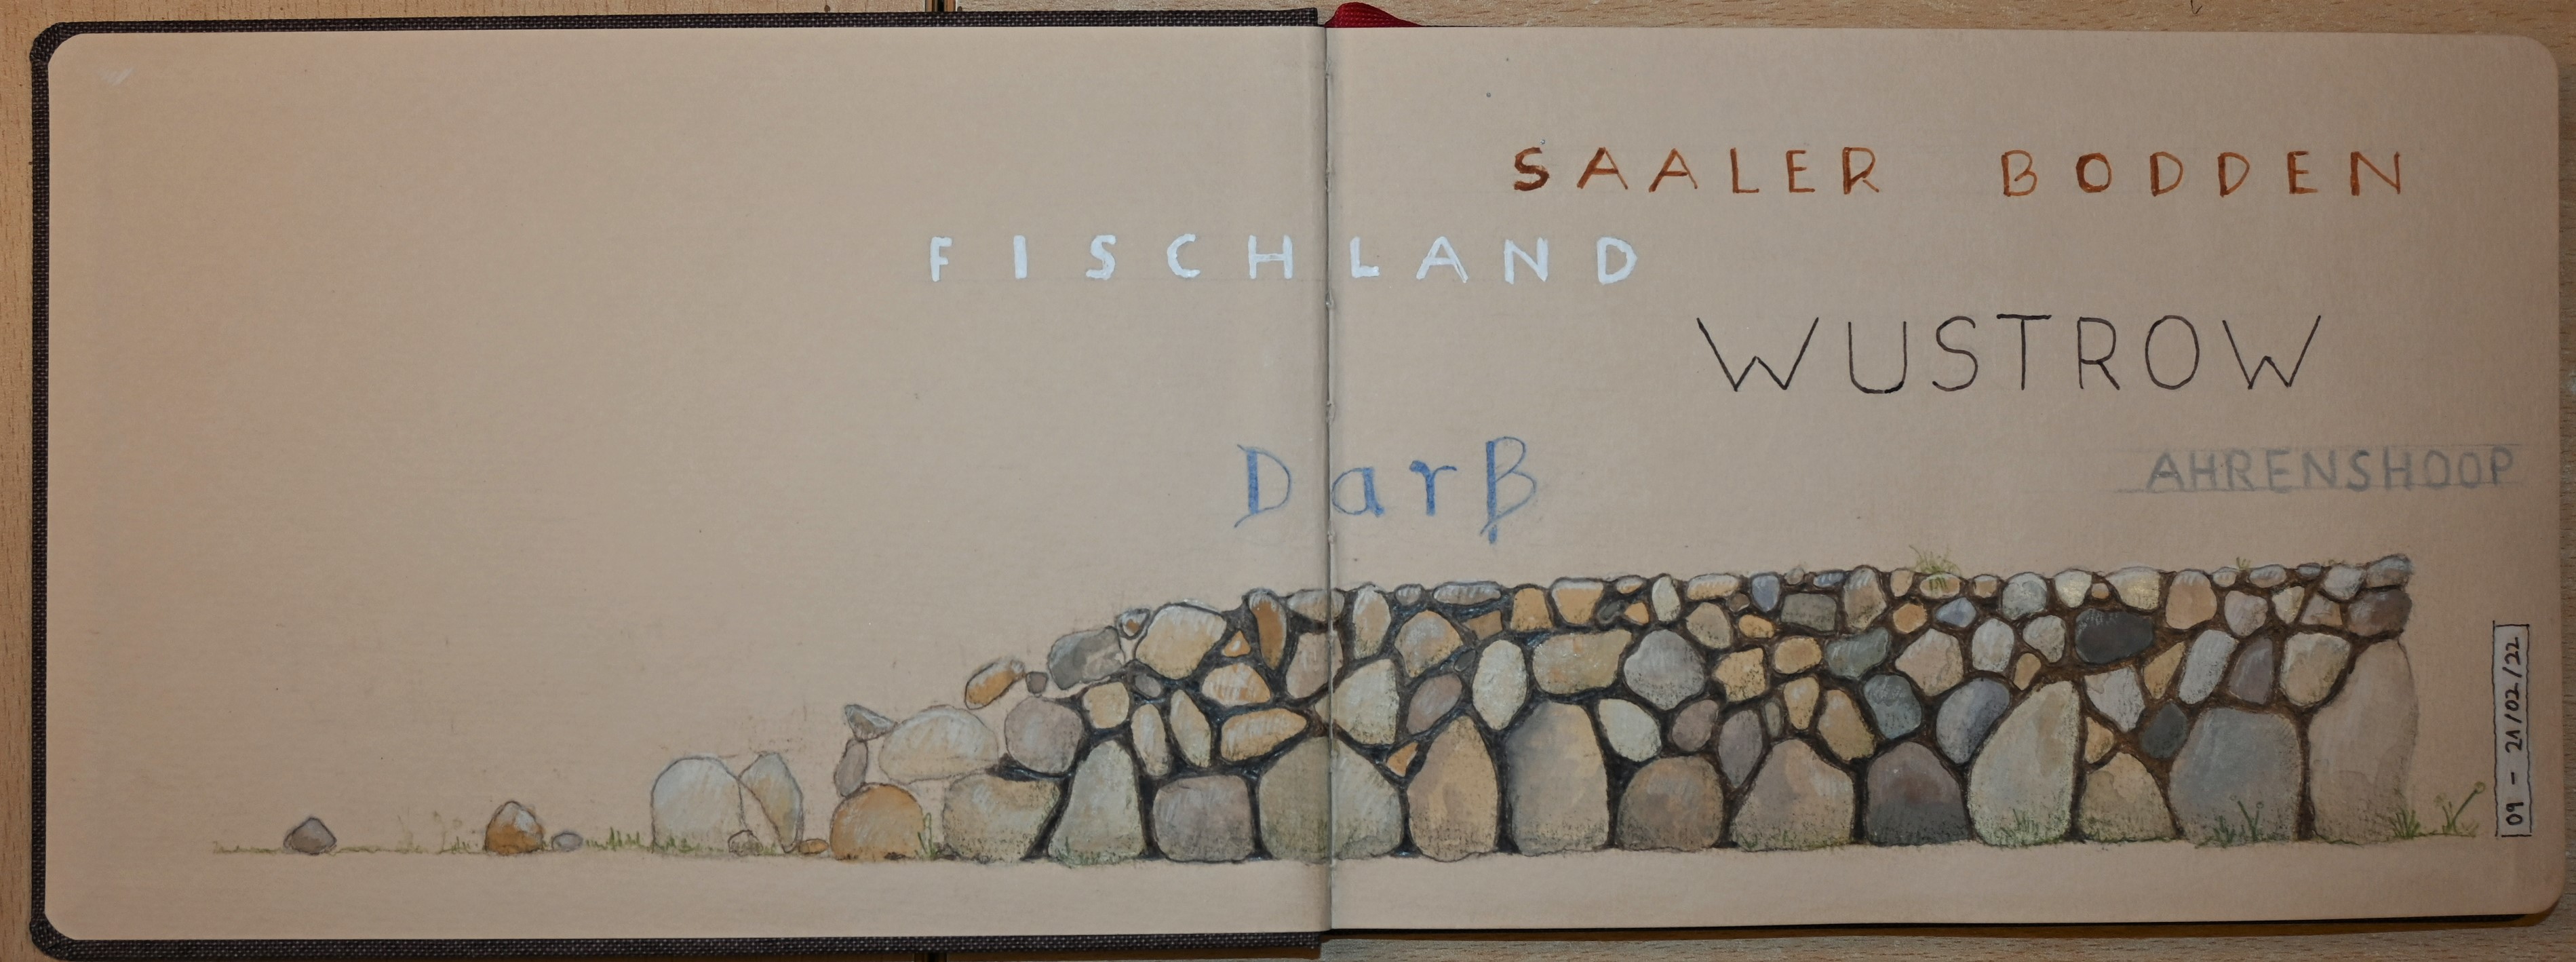 SAALER BODDEN
FISCHLAND
WUSTROW
Darß
AHRENSHOOP
09 - 21/02/22